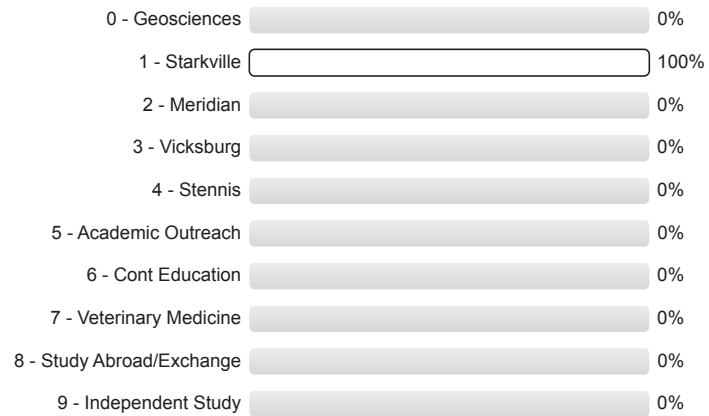 0 - Geosciences 0%
1 - Starkville 100%
2 - Meridian 0%
3 - Vicksburg 0%
4 - Stennis 0%
5 - Academic Outreach 0%
6 - Cont Education 0%
7 - Veterinary Medicine 0%
8 - Study Abroad/Exchange 0%
9 - Independent Study 0%